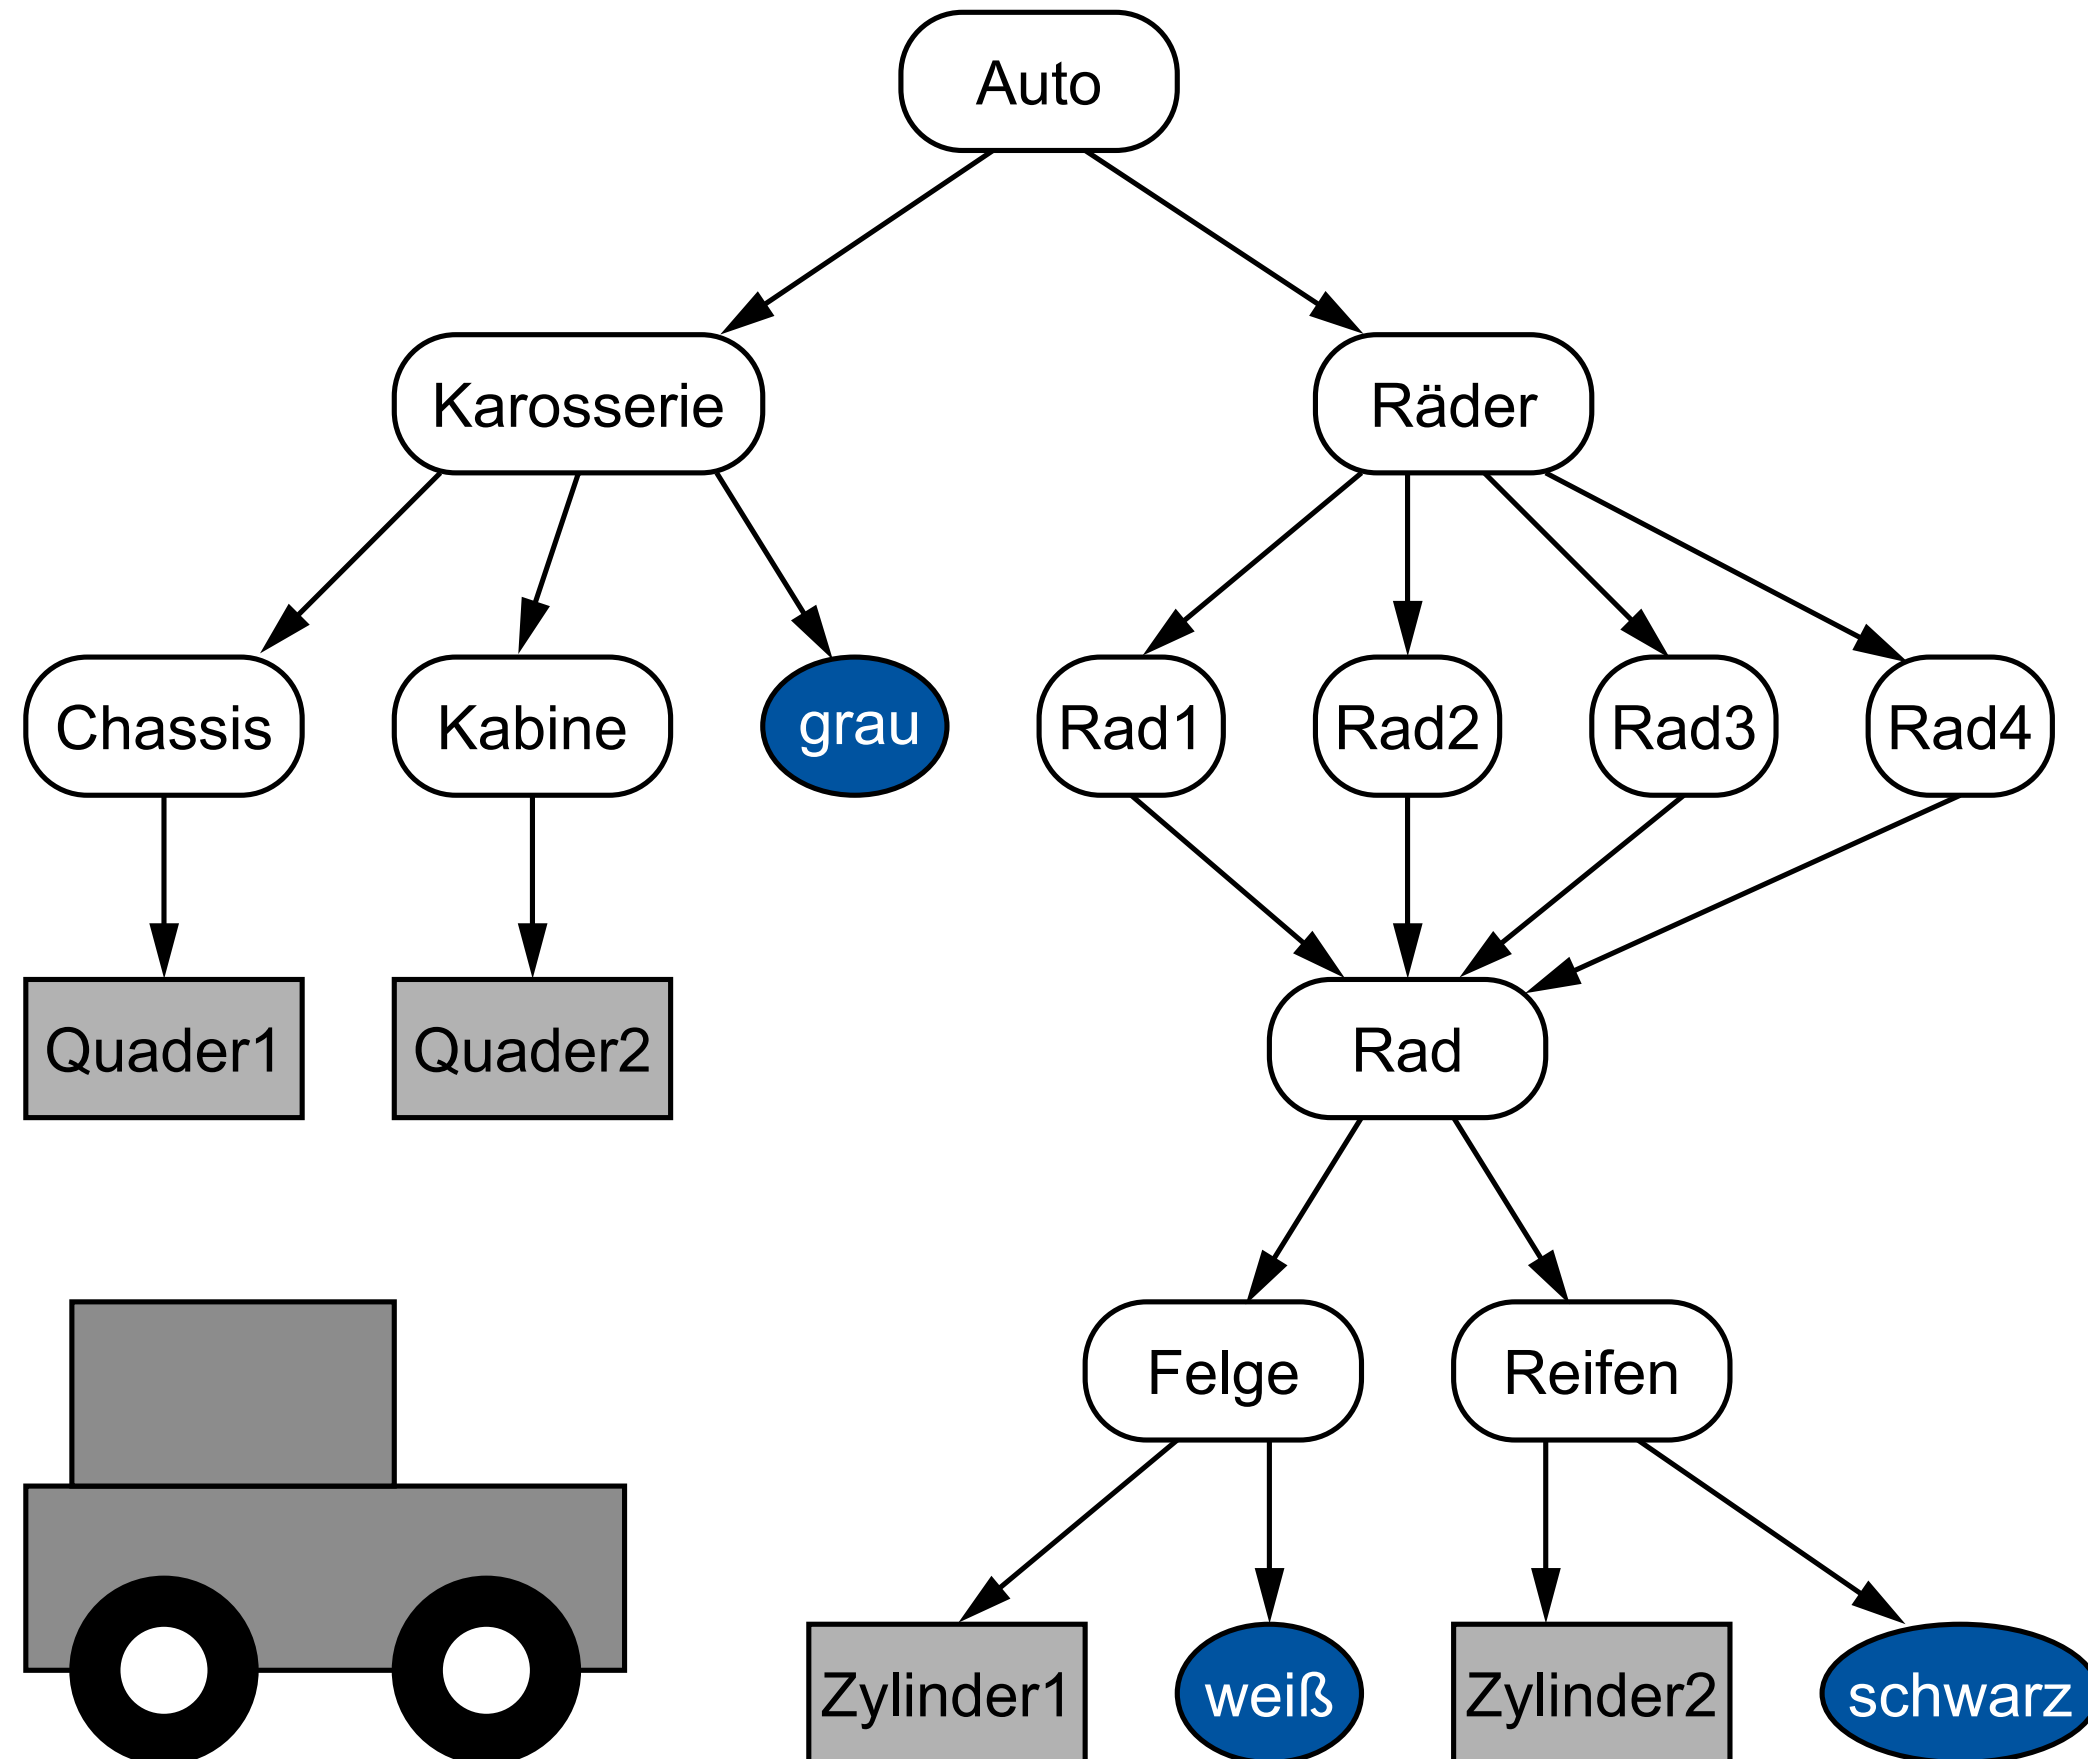 Auto
Karosserie
Räder
Chassis
Kabine
grau
Rad1
Rad2
Rad3
Rad4
Quader1
Quader2
Rad
Felge
Reifen
Zylinder1
weiß
Zylinder2
schwarz